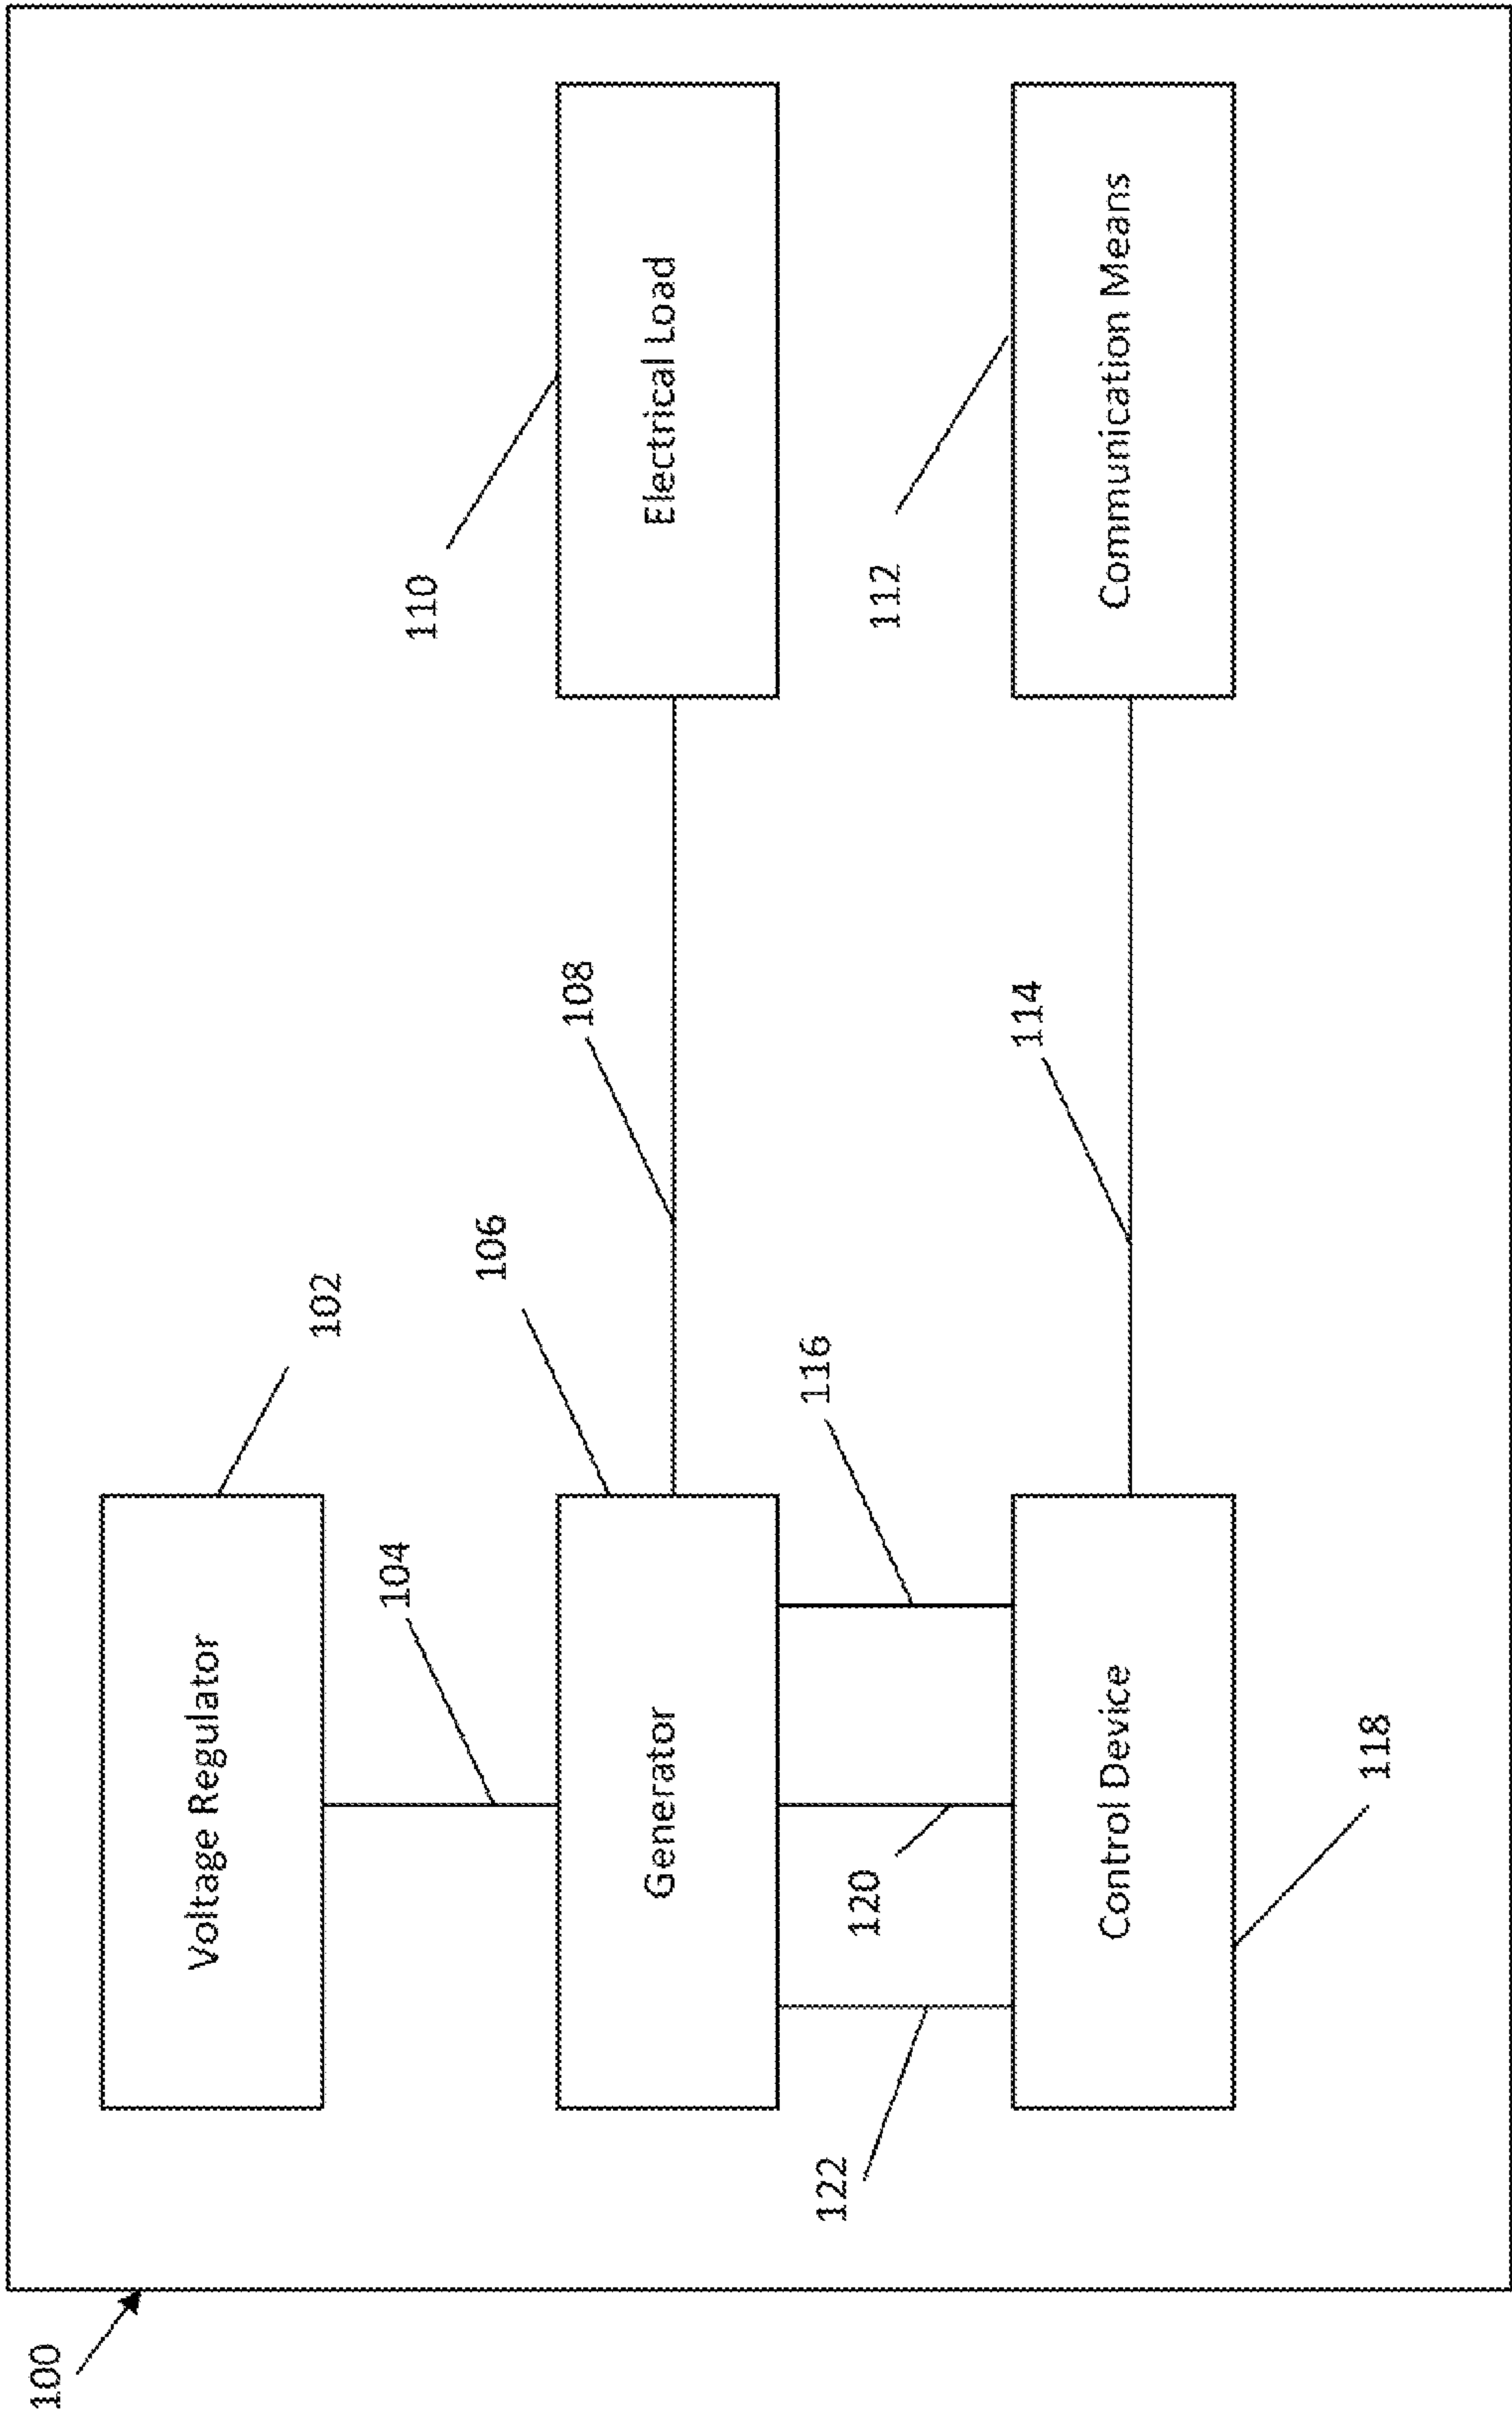 100
Voltage Regulator
102
104
106
Generator
108
110
Electrical Load
122
120
116
Control Device
118
114
112
Communication Means